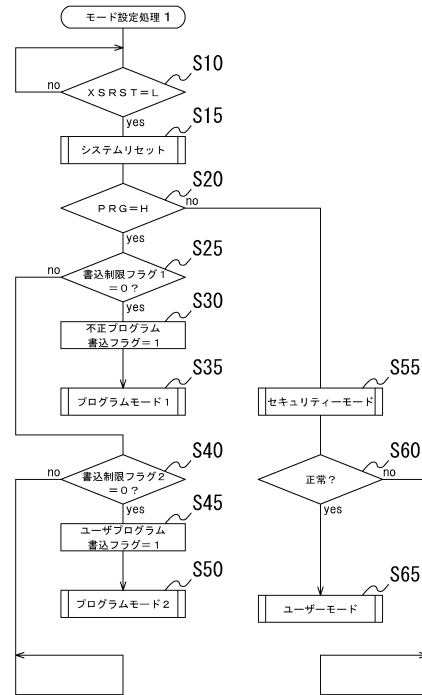 モード設定処理1
S10
no
XSRST=L
yes
S15
システムリセット
S20
PRG=H
no
yes
S25
no
書込制限フラグ1
=0?
yes
S30
不正プログラム
書込フラグ=1
S35
プログラムモード1
S55
セキュリティーモード
S40
no
書込制限フラグ2
=0?
yes
S60
正常?
no
yes
S45
ユーザプログラム
書込フラグ=1
S50
プログラムモード2
S65
ユーザーモード